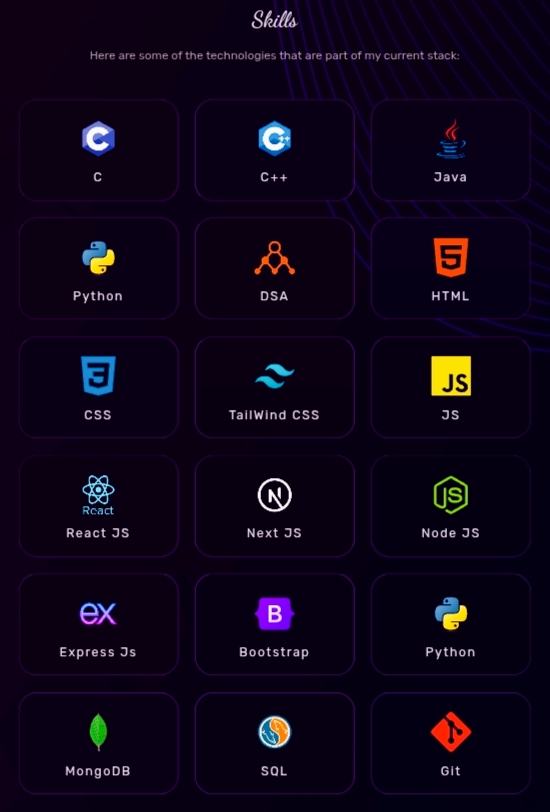 Skills
Here are some of the technologies that are part of my current stack:
C C++
C C++ Java
Python DSA HTML
JS
CSS TailWind CSS JS
React N JS
React JS Next JS Node JS
ex B
Express Js Bootstrap Python
MongoDB SQL Git